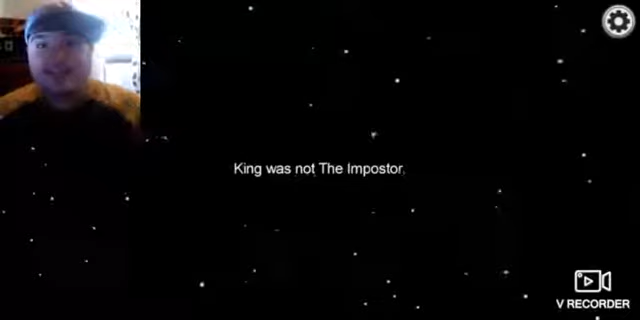 King was not The Impostor.
V RECORDER